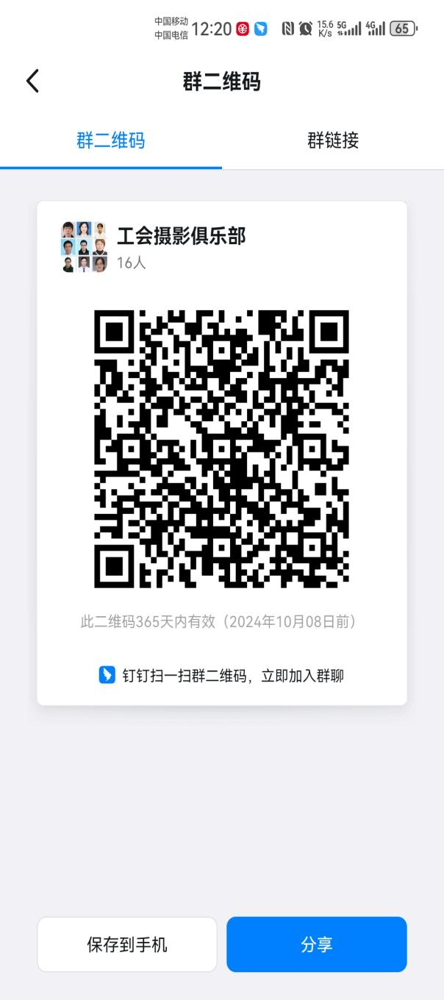 中国移动
中国电信
12:20
15.6
K/s
5G
4G
65
群二维码
群二维码
群链接
工会摄影俱乐部
16人
此二维码365天内有效（2024年10月08日前）
钉钉扫一扫群二维码，立即加入群聊
保存到手机
分享